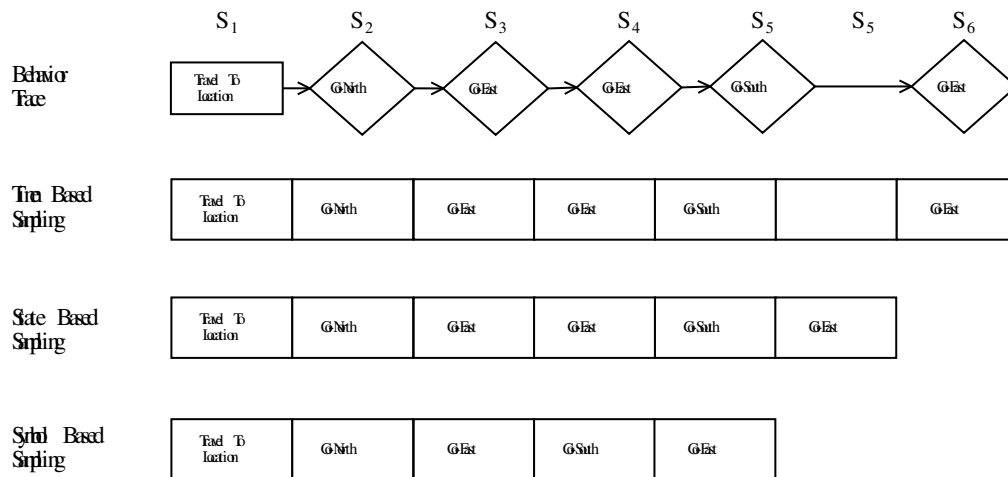 S1 S2 S3 S4 S5 S5 S6
Behavior
Trace
Travel To
Location
Go-North
Go-East
Go-East
Go-South
Go-East
Time Based
Sampling
Travel To
Location
Go-North
Go-East
Go-East
Go-South
Go-East
State Based
Sampling
Travel To
Location
Go-North
Go-East
Go-East
Go-South
Go-East
Symbol Based
Sampling
Travel To
Location
Go-North
Go-East
Go-South
Go-East